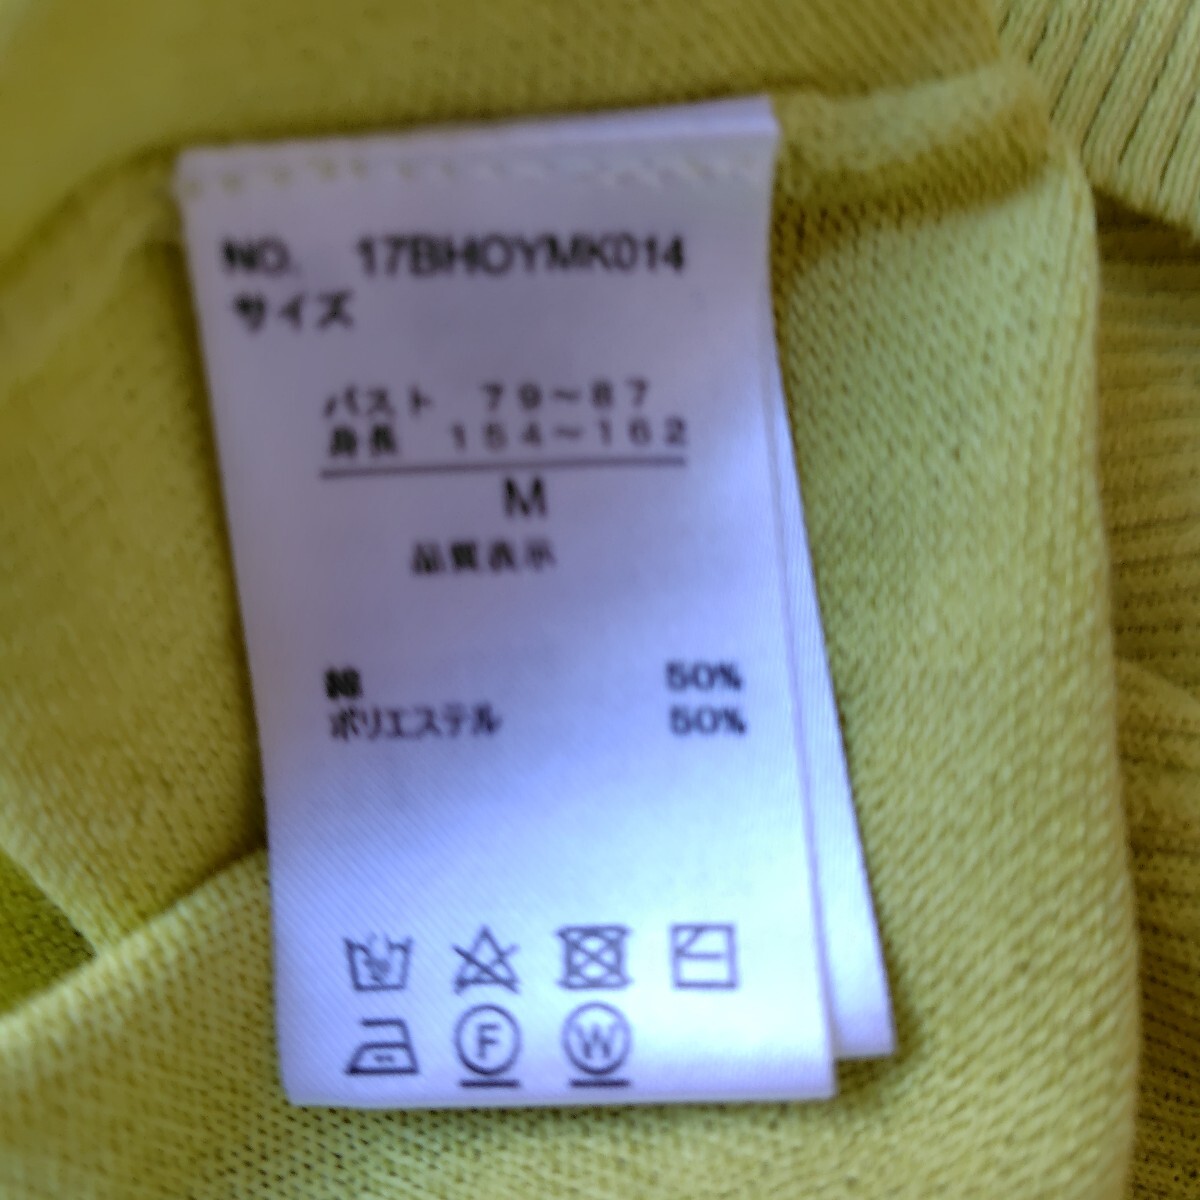 NO. 17BHOYMK014
サイズ
バスト 79~87
身長 154~162
M
品質表示
綿 50%
ポリエステル 50%
F W